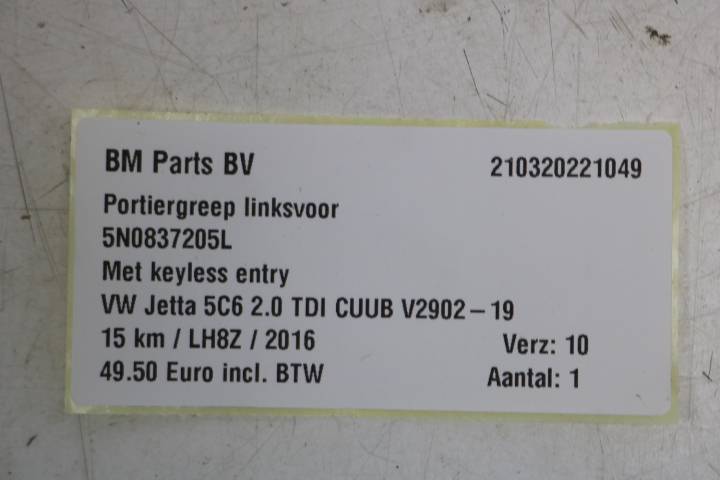 BM Parts BV 210320221049
Portiergreep linksvoor
5N0837205L
Met keyless entry
VW Jetta 5C6 2.0 TDI CUUB V2902-19
15 km / LH8Z / 2016 Verz: 10
49.50 Euro incl. BTW Aantal: 1